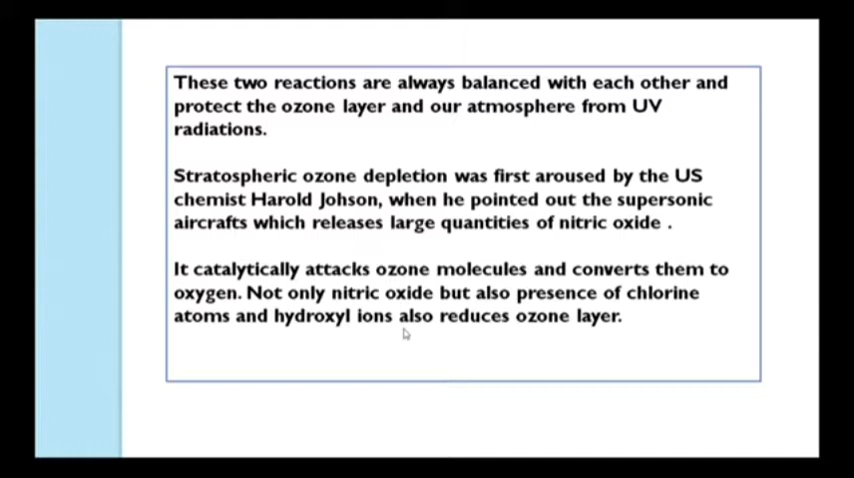 These two reactions are always balanced with each other and
protect the ozone layer and our atmosphere from UV
radiations.
Stratospheric ozone depletion was first aroused by the US
chemist Harold Johson, when he pointed out the supersonic
aircrafts which releases large quantities of nitric oxide .
It catalytically attacks ozone molecules and converts them to
oxygen. Not only nitric oxide but also presence of chlorine
atoms and hydroxyl ions also reduces ozone layer.